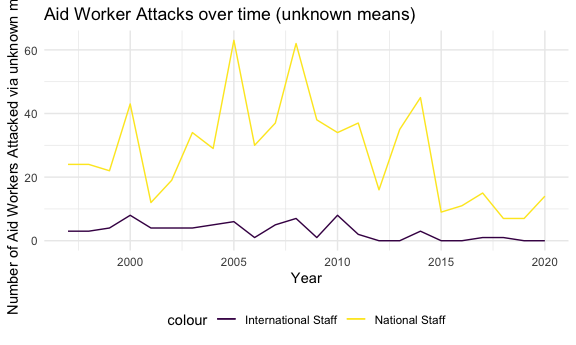 Aid Worker Attacks over time (unknown means)
Number of Aid Workers Attacked via unknown
60
40
20
0
2000
2005
2010
2015
2020
Year
colour
International Staff
National Staff